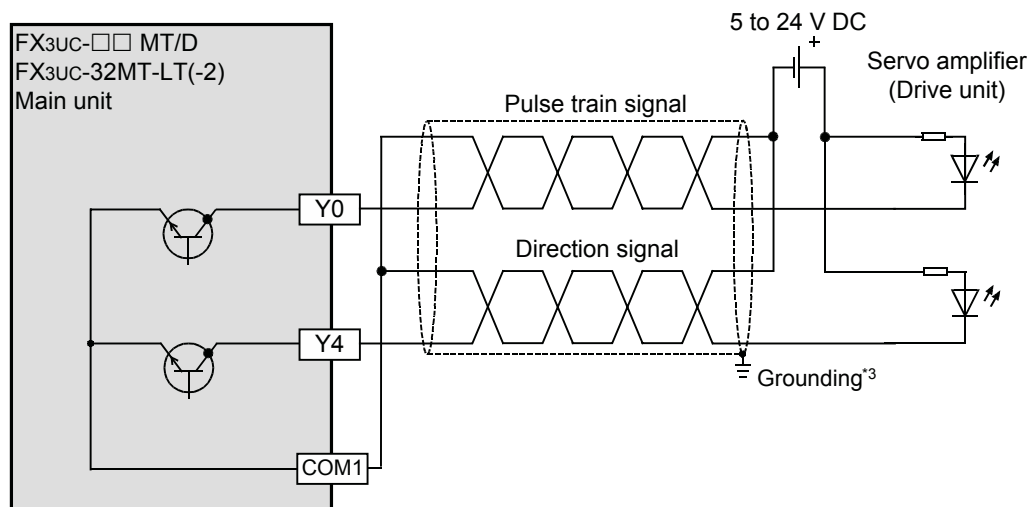 FX3UC-□□ MT/D
FX3UC-32MT-LT(-2)
Main unit
5 to 24 V DC
+
Servo amplifier
(Drive unit)
Pulse train signal
Y0
Direction signal
Y4
Grounding*3
COM1